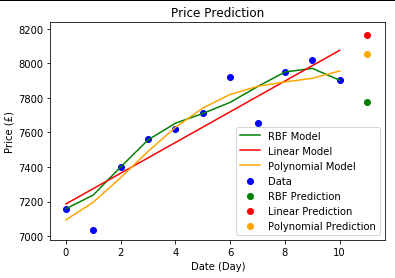 Price Prediction
8200
8000
7800
7600
7400
7200
7000
Price (£)
RBF Model
Linear Model
Polynomial Model
Data
RBF Prediction
Linear Prediction
Polynomial Prediction
0 2 4 6 8 10
Date (Day)